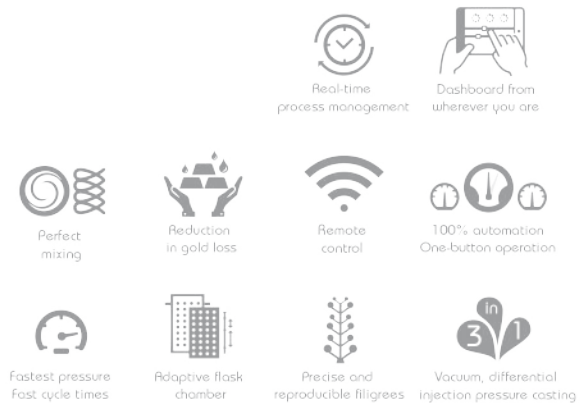 Real-time
process management
Dashboard from
wherever you are
Perfect
mixing
Reduction
in gold loss
Remote
control
100% automation
One-button operation
Fastest pressure
Fast cycle times
Adaptive flask
chamber
Precise and
reproducible filigrees
3 in 1
Vacuum, differential
injection pressure casting